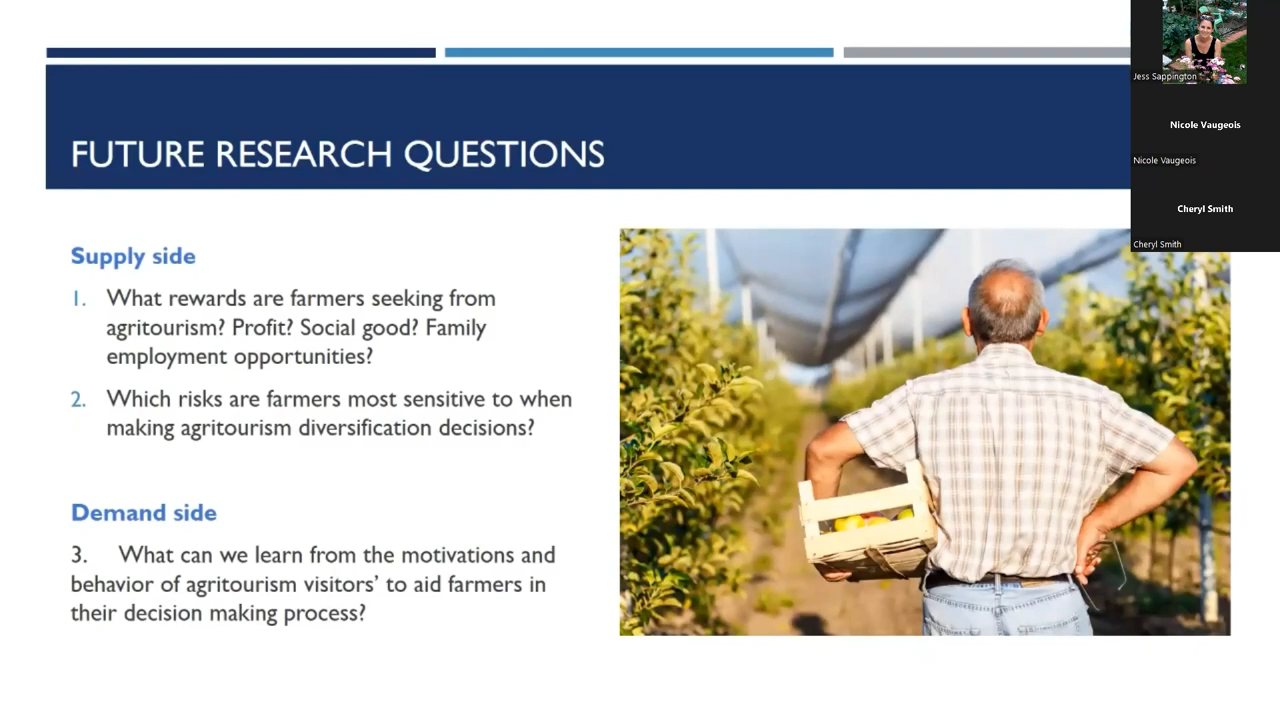 FUTURE RESEARCH QUESTIONS
Supply side
1. What rewards are farmers seeking from
agritourism? Profit? Social good? Family
employment opportunities?
2. Which risks are farmers most sensitive to when
making agritourism diversification decisions?
Demand side
3. What can we learn from the motivations and
behavior of agritourism visitors’ to aid farmers in
their decision making process?
Jess Sappington
Nicole Vaugeois
Nicole Vaugeois
Cheryl Smith
Cheryl Smith